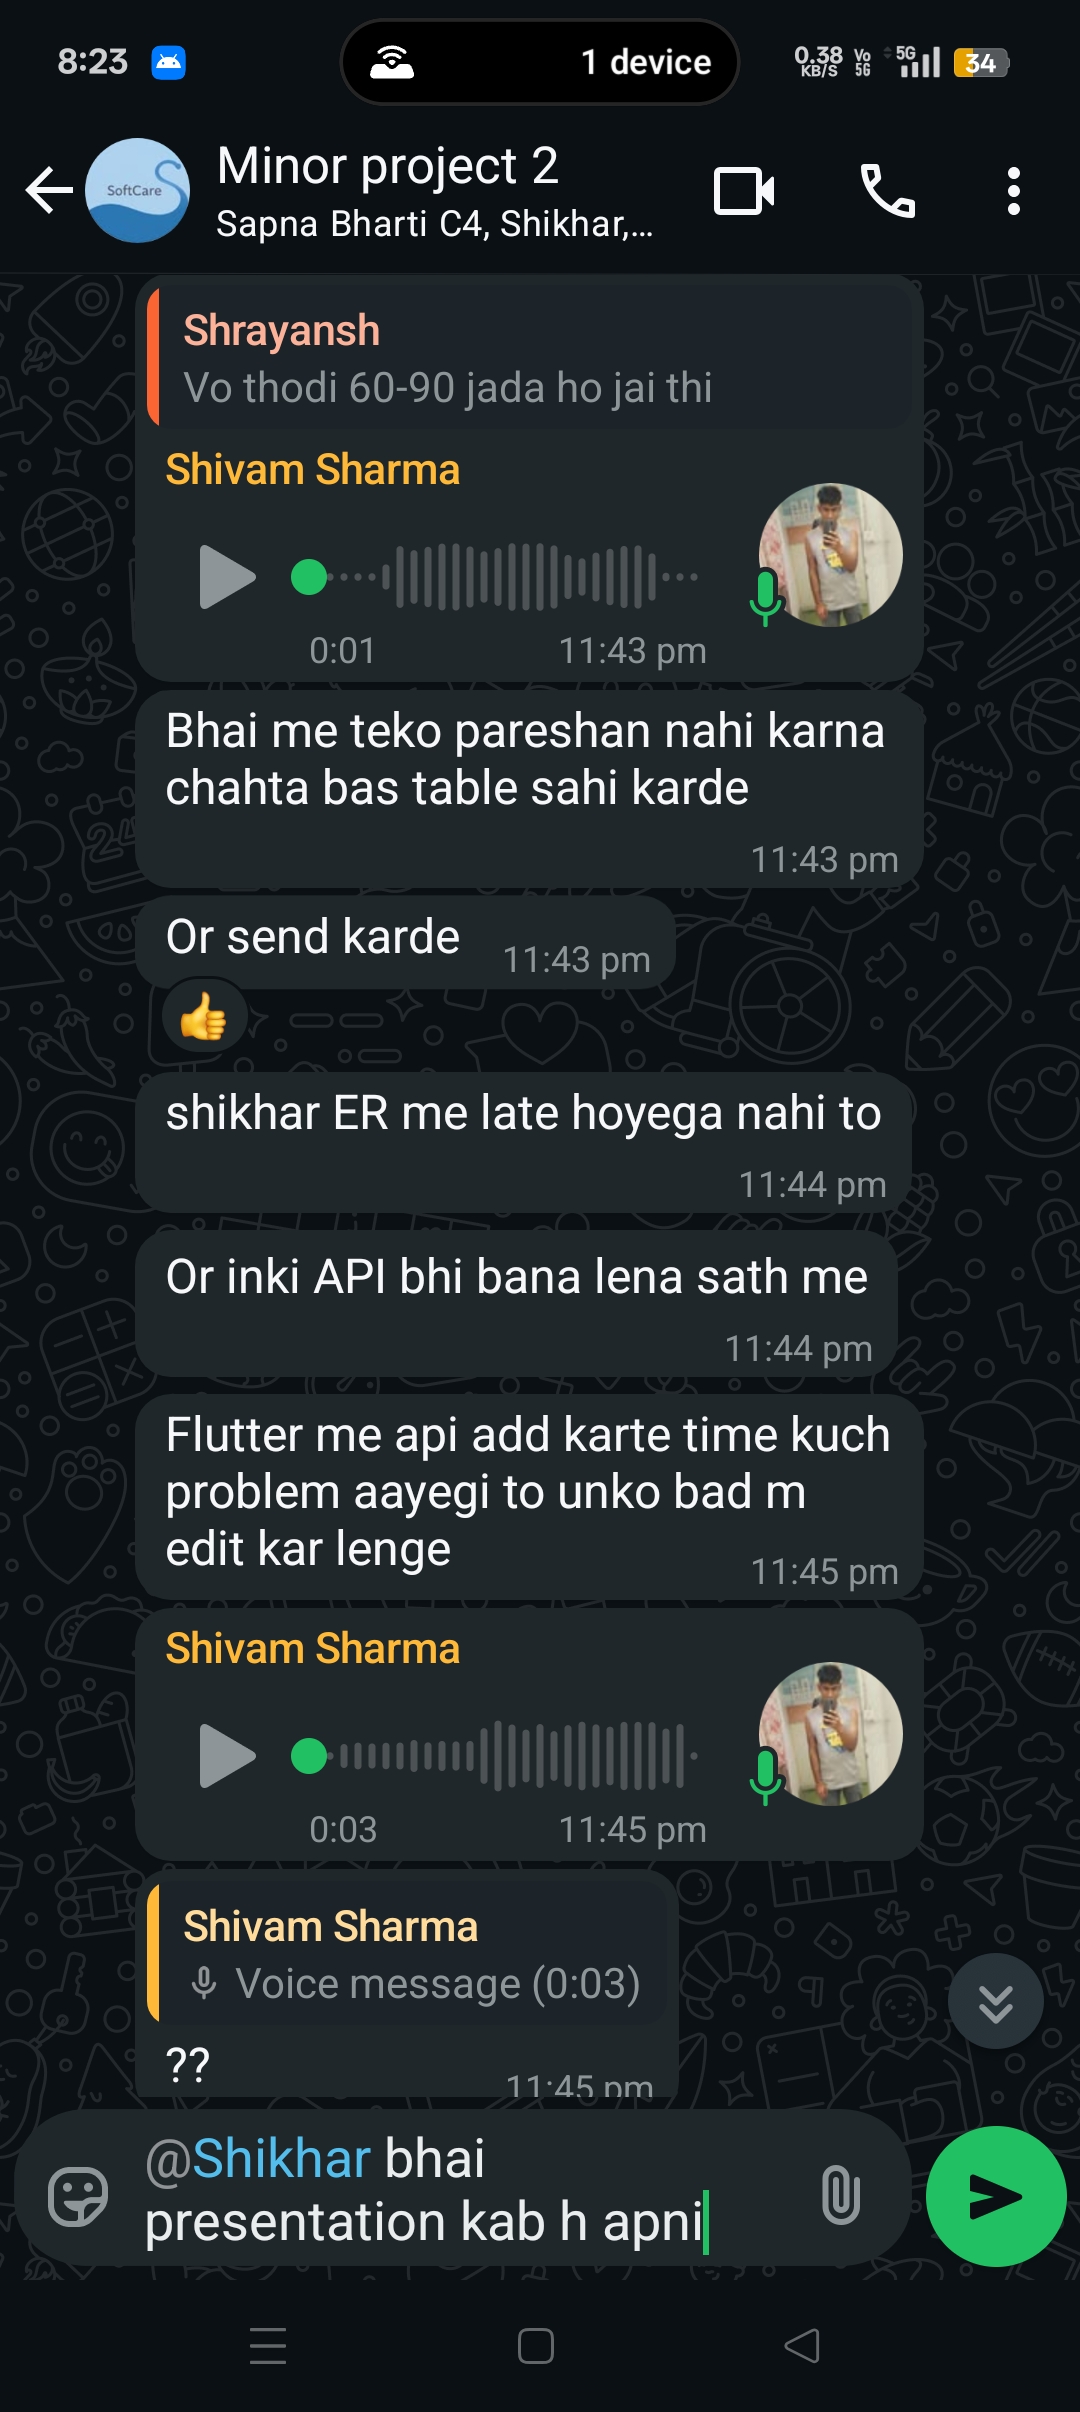 8:23
1 device
0.38 KB/S Vo 5G 5G 34
SoftCare
Minor project 2
Sapna Bharti C4, Shikhar,...
Shrayansh
Vo thodi 60-90 jada ho jai thi
Shivam Sharma
0:01 11:43 pm
Bhai me teko pareshan nahi karna
chahta bas table sahi karde
11:43 pm
Or send karde 11:43 pm
shikhar ER me late hoyega nahi to
11:44 pm
Or inki API bhi bana lena sath me
11:44 pm
Flutter me api add karte time kuch
problem aayegi to unko bad m
edit kar lenge 11:45 pm
Shivam Sharma
0:03 11:45 pm
Shivam Sharma
Voice message (0:03)
?? 11:45 pm
@Shikhar bhai
presentation kab h apni